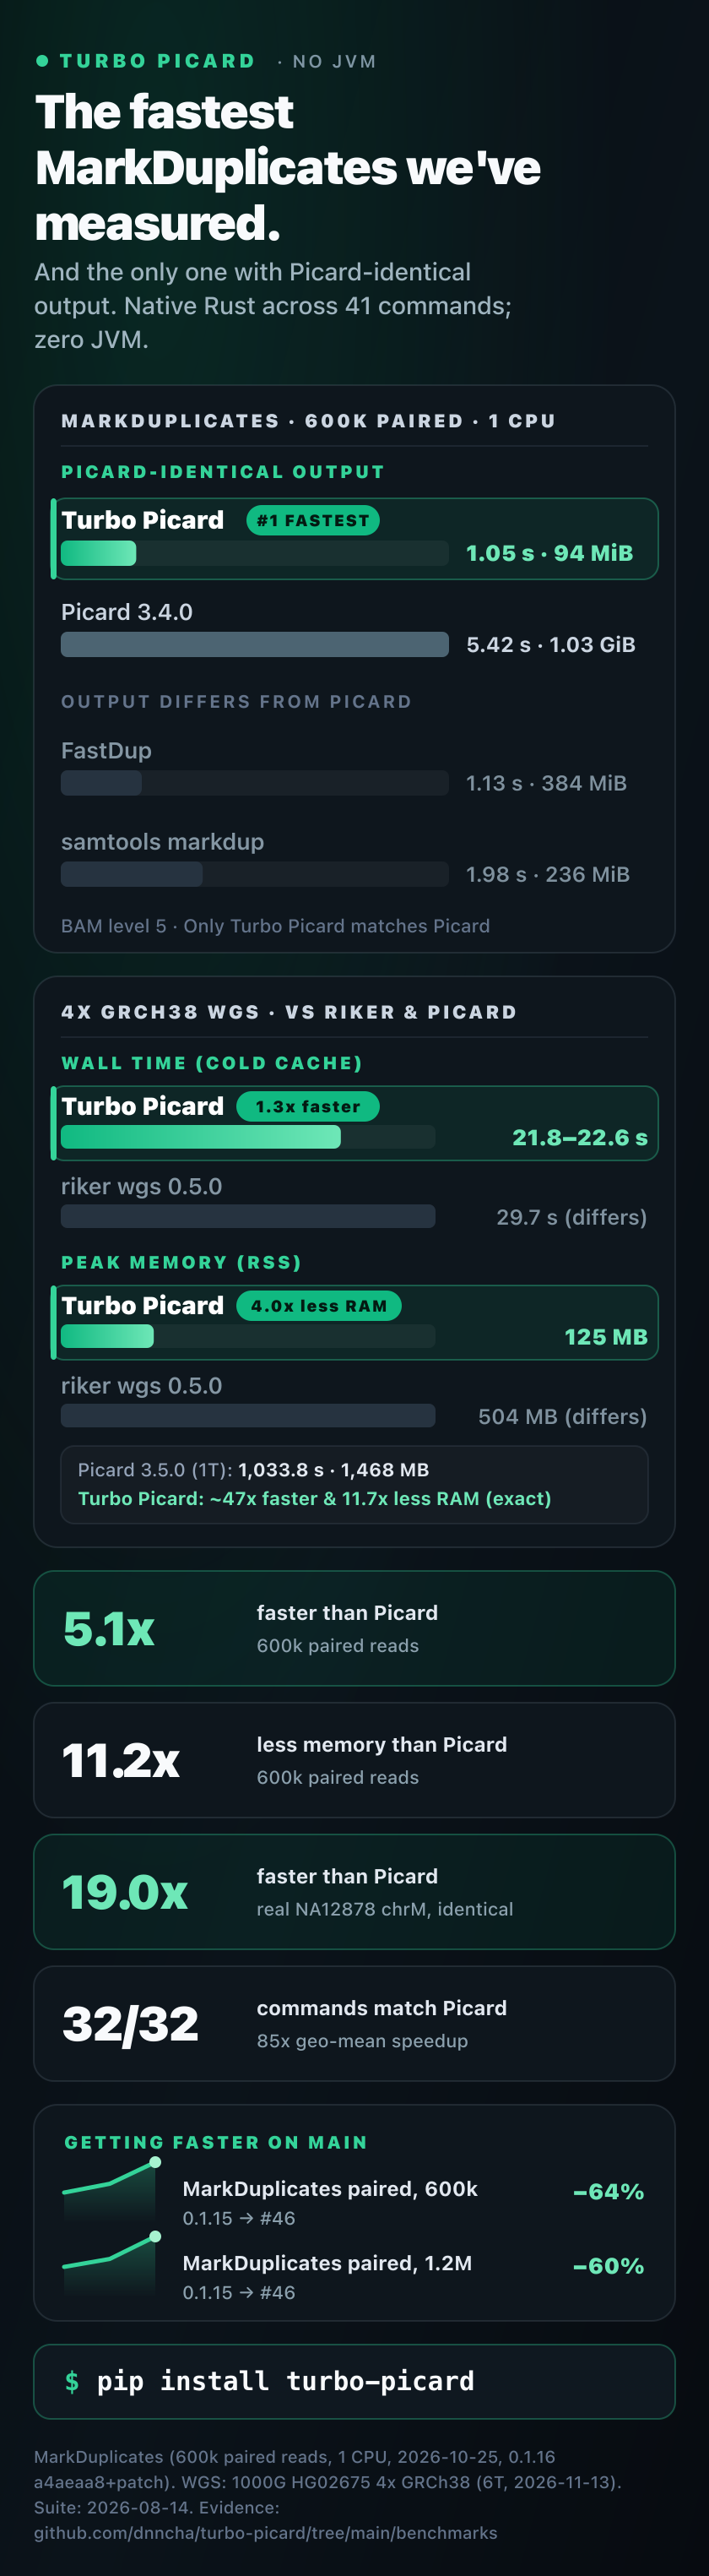 TURBO PICARD · NO JVM
The fastest
MarkDuplicates we've
measured.
And the only one with Picard-identical
output. Native Rust across 41 commands;
zero JVM.
MARKDUPLICATES · 600K PAIRED · 1 CPU
PICARD-IDENTICAL OUTPUT
Turbo Picard #1 FASTEST
1.05 s · 94 MiB
Picard 3.4.0
5.42 s · 1.03 GiB
OUTPUT DIFFERS FROM PICARD
FastDup
1.13 s · 384 MiB
samtools markdup
1.98 s · 236 MiB
BAM level 5 · Only Turbo Picard matches Picard
4X GRCH38 WGS · VS RIKER & PICARD
WALL TIME (COLD CACHE)
Turbo Picard 1.3x faster
21.8–22.6 s
riker wgs 0.5.0
29.7 s (differs)
PEAK MEMORY (RSS)
Turbo Picard 4.0x less RAM
125 MB
riker wgs 0.5.0
504 MB (differs)
Picard 3.5.0 (1T): 1,033.8 s · 1,468 MB
Turbo Picard: ~47x faster & 11.7x less RAM (exact)
5.1x
faster than Picard
600k paired reads
11.2x
less memory than Picard
600k paired reads
19.0x
faster than Picard
real NA12878 chrM, identical
32/32
commands match Picard
85x geo-mean speedup
GETTING FASTER ON MAIN
MarkDuplicates paired, 600k
0.1.15 → #46
−64%
MarkDuplicates paired, 1.2M
0.1.15 → #46
−60%
$ pip install turbo-picard
MarkDuplicates (600k paired reads, 1 CPU, 2026-10-25, 0.1.16
a4aeaa8+patch). WGS: 1000G HG02675 4x GRCh38 (6T, 2026-11-13).
Suite: 2026-08-14. Evidence:
github.com/dnncha/turbo-picard/tree/main/benchmarks